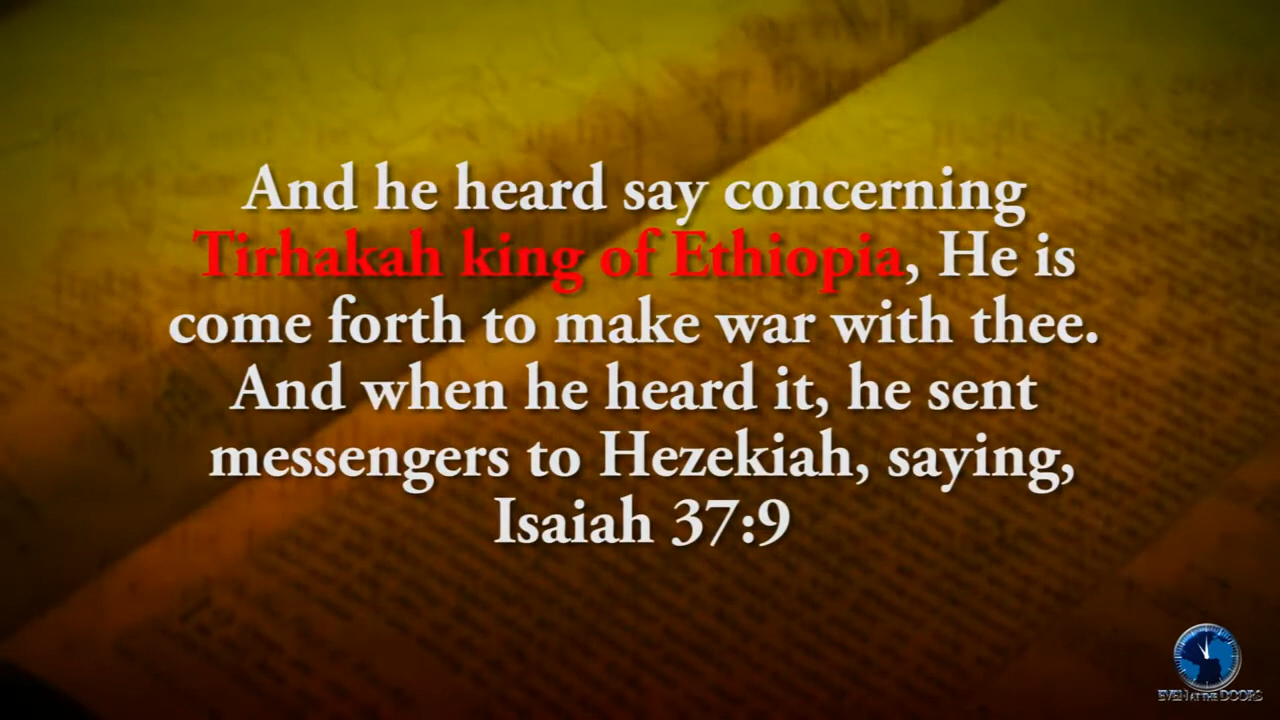 And he heard say concerning
Tirhakah king of Ethiopia, He is
come forth to make war with thee.
And when he heard it, he sent
messengers to Hezekiah, saying,
Isaiah 37:9
EVEN AT THE DOORS